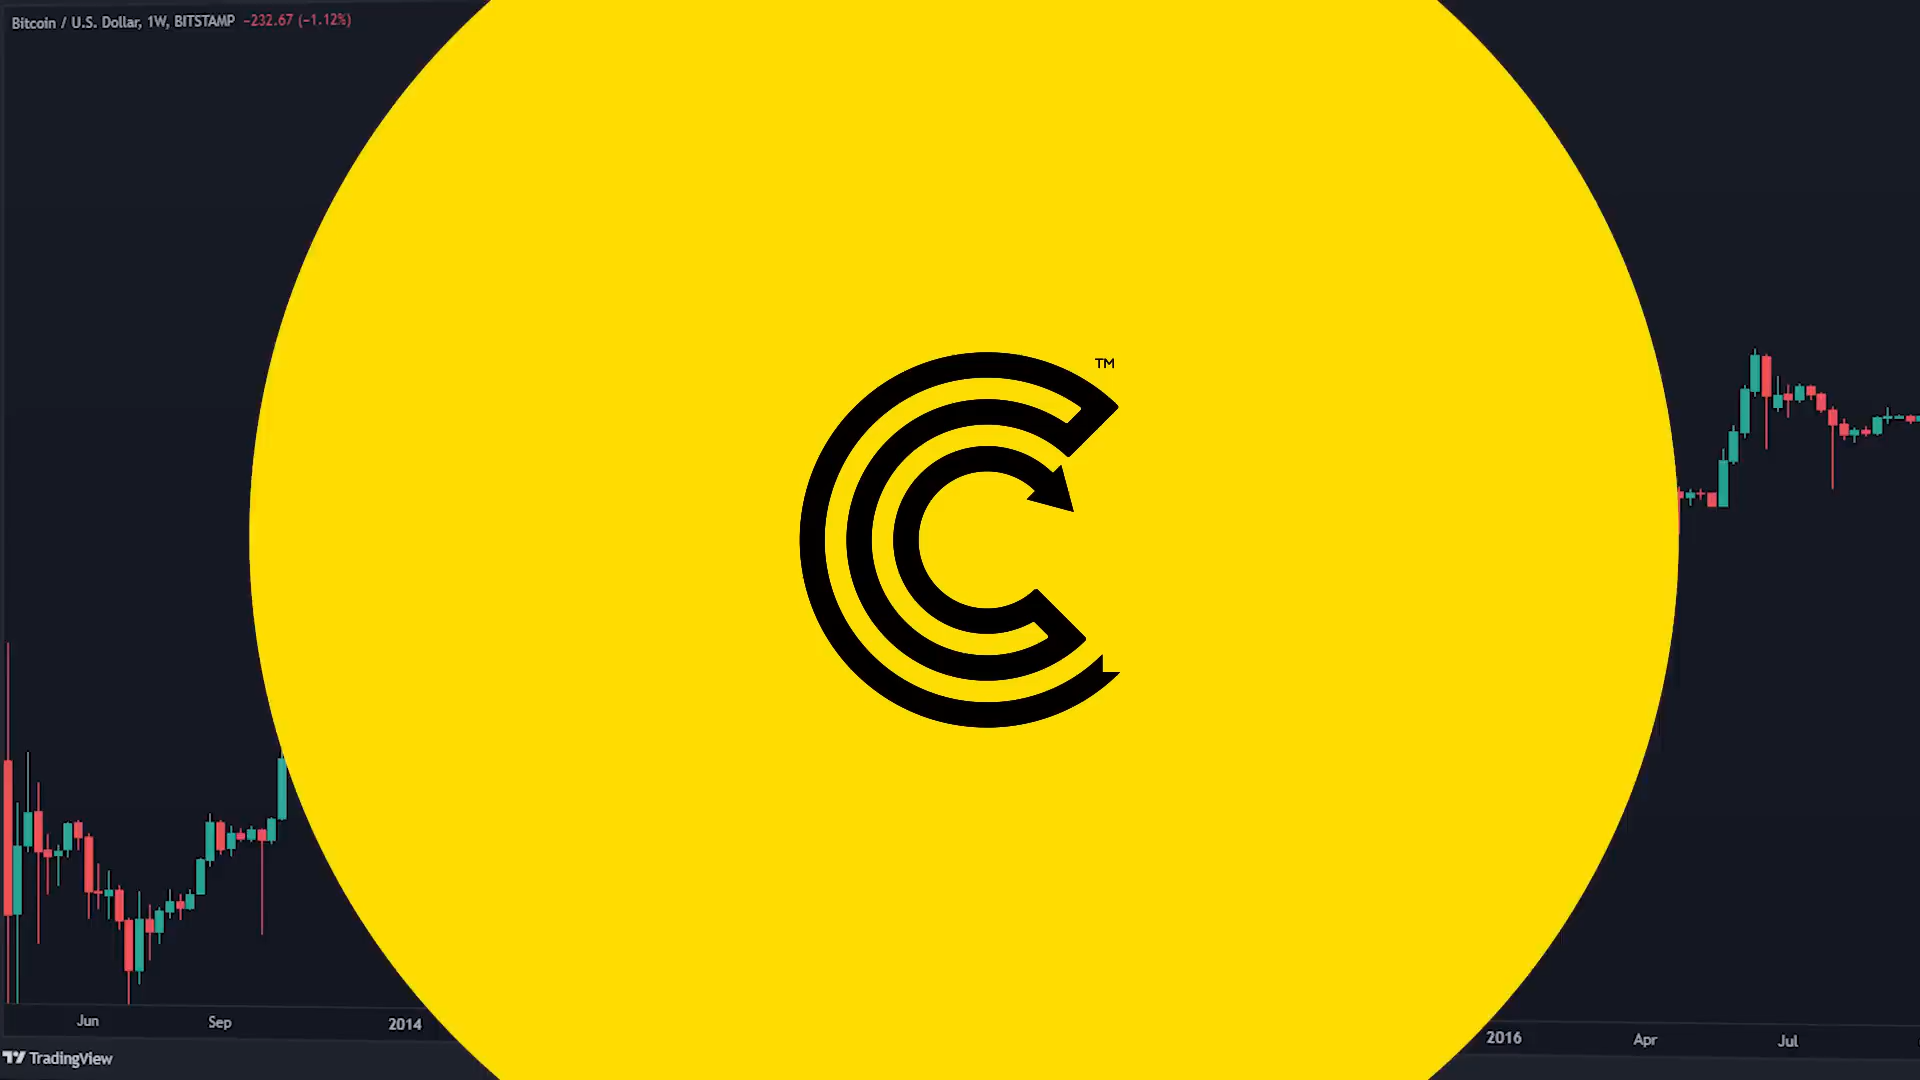 Bitcoin / U.S. Dollar, 1W, BITSTAMP −232.67 (−1.12%)
TM
Jun Sep 2014 2016 Apr Jul
TradingView